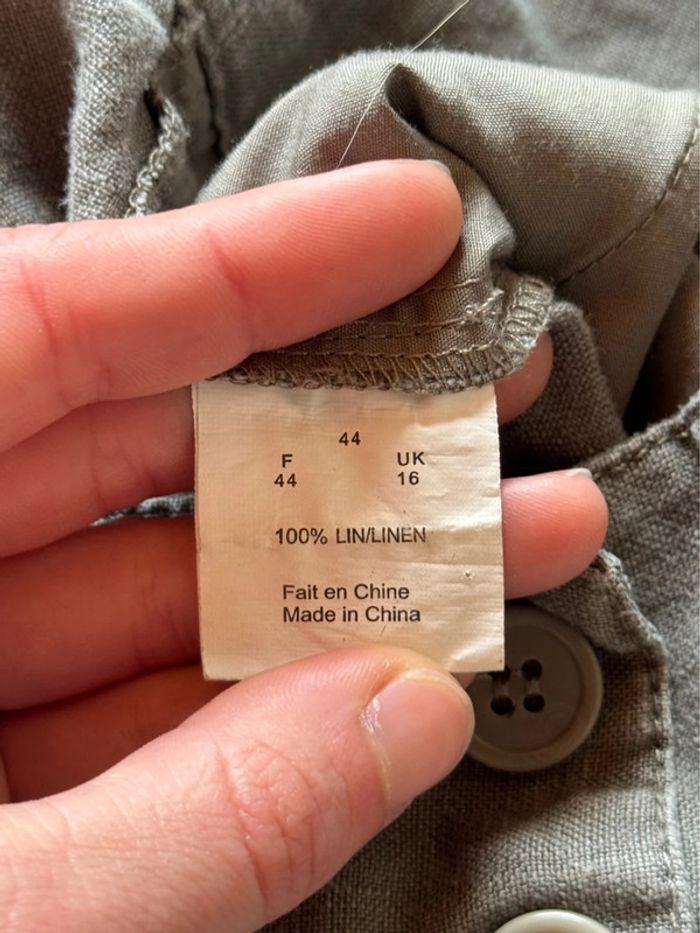 44
F UK
44 16
100% LIN/LINEN
Fait en Chine
Made in China